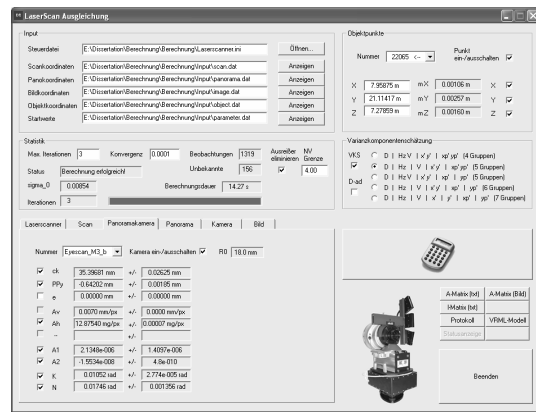 LaserScan Ausgleichung
Input
Steuerdatei E:\Dissertation\Berechnung\Berechnung\Laserscanner.ini Öffnen...
Scankoordinaten E:\Dissertation\Berechnung\Berechnung\Input\scan.dat Anzeigen
Panokoordinaten E:\Dissertation\Berechnung\Berechnung\Input\panorama.dat Anzeigen
Bildkoordinaten E:\Dissertation\Berechnung\Berechnung\Input\image.dat Anzeigen
Objektkoordinaten E:\Dissertation\Berechnung\Berechnung\Input\object.dat Anzeigen
Startwerte E:\Dissertation\Berechnung\Berechnung\Input\parameter.dat Anzeigen
Objektpunkte
Nummer 22065 <-- Punkt ein-/ausschalten
X 7.95875 m mX 0.00106 m X
Y 21.11417 m mY 0.00257 m Y
Z 7.27859 m mZ 0.00160 m Z
Statistik
Max. Iterationen 3 Konvergenz 0.0001 Beobachtungen 1319 Ausreißer eliminieren NV Grenze
Status Berechnung erfolgreich! Unbekannte 156 4.00
sigma_0 0.00854 Berechnungsdauer 14.27 s
Iterationen 3
Varianzkomponentenschätzung
VKS D | Hz V | x' y' | xp' yp' (4 Gruppen)
D | Hz | V | x' y' | xp' yp' (5 Gruppen)
D-ad D | Hz V | x' y' | xp' | yp' (5 Gruppen)
D | Hz | V | x' y' | xp' | yp' (6 Gruppen)
D | Hz | V | x' | y' | xp' | yp' (7 Gruppen)
Laserscanner Scan Panoramakamera Panorama Kamera Bild
Nummer Eyescan_M3_b Kamera ein-/ausschalten R0 18.0 mm
ck 35.39681 mm +/- 0.02625 mm
PPy -0.64202 mm +/- 0.00185 mm
e 0.00000 mm +/- 0.00000 mm
Av 0.0070 mm/px +/- 0.0000 mm/px
Ah 12.87540 mg/px +/- 0.00007 mg/px
-- +/-
A1 2.1348e-006 +/- 1.4097e-006
A2 -1.5534e-008 +/- 4.8e-010
K 0.01052 rad +/- 2.774e-005 rad
N 0.01746 rad +/- 0.001356 rad
A-Matrix (txt) A-Matrix (Bild)
l-Matrix (txt)
Protokoll VRML-Modell
Statusanzeige
Beenden